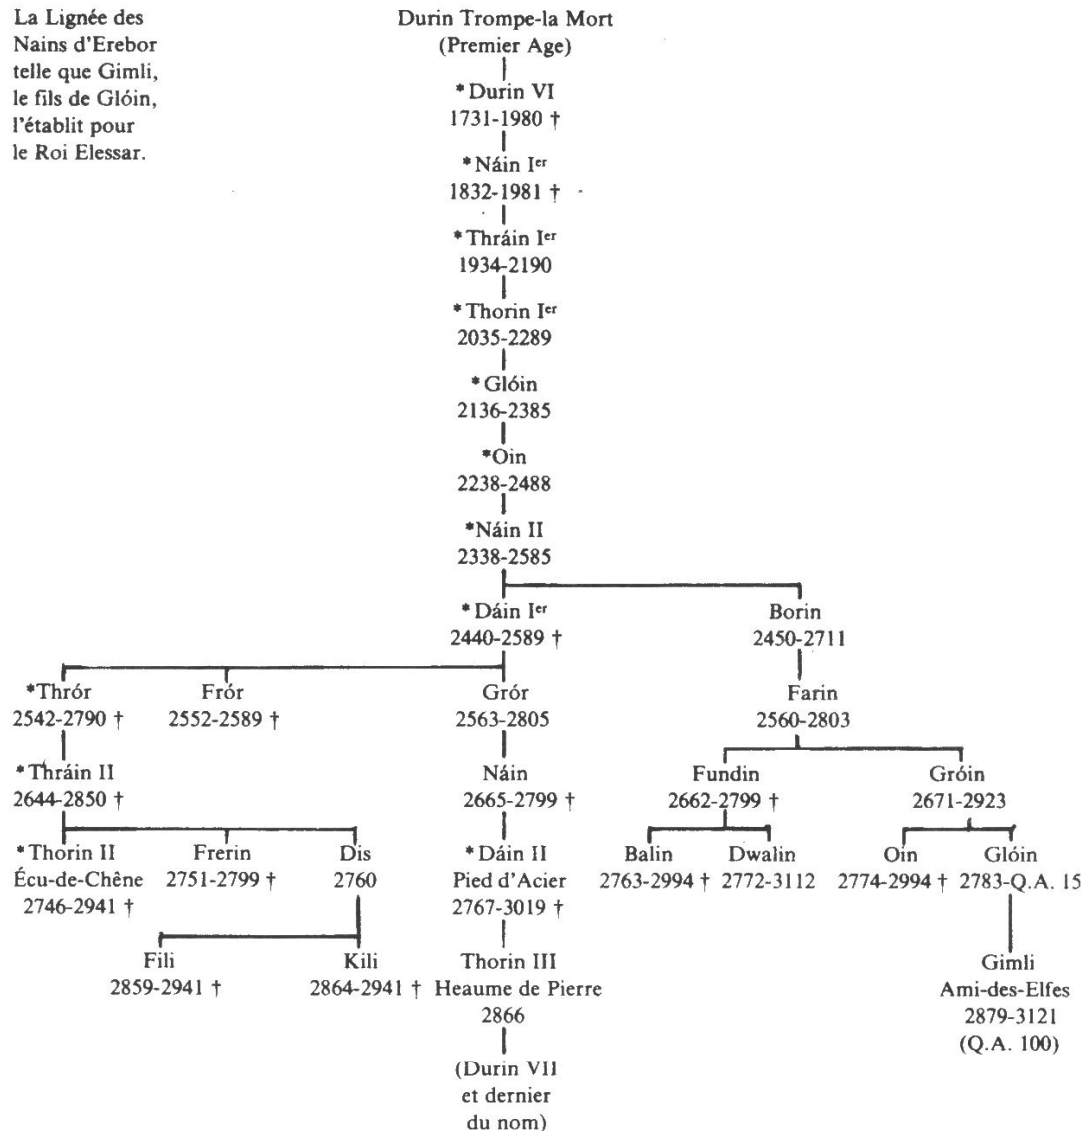 La Lignée des
Nains d'Erebor
telle que Gimli,
le fils de Glóin,
l'établit pour
le Roi Elessar.
Durin Trompe-la Mort
(Premier Age)
*Durin VI
1731-1980 †
*Náin Ier
1832-1981 †
*Thráin Ier
1934-2190
*Thorin Ier
2035-2289
*Glóin
2136-2385
*Oin
2238-2488
*Náin II
2338-2585
*Dáin Ier Borin
2440-2589 † 2450-2711
*Thrór Frór Grór Farin
2542-2790 † 2552-2589 † 2563-2805 2560-2803
*Thráin II Náin Fundin Gróin
2644-2850 † 2665-2799 † 2662-2799 † 2671-2923
*Thorin II Frerin Dis *Dáin II Balin Dwalin Oin Glóin
Écu-de-Chêne 2751-2799 † 2760 Pied d'Acier 2763-2994 † 2772-3112 2774-2994 † 2783-Q.A. 15
2746-2941 † 2767-3019 †
Fili Kili Thorin III Gimli
2859-2941 † 2864-2941 † Heaume de Pierre Ami-des-Elfes
2866 2879-3121
(Q.A. 100)
(Durin VII
et dernier
du nom)